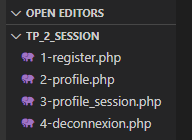 OPEN EDITORS
TP_2_SESSION
1-register.php
2-profile.php
3-profile_session.php
4-deconnexion.php